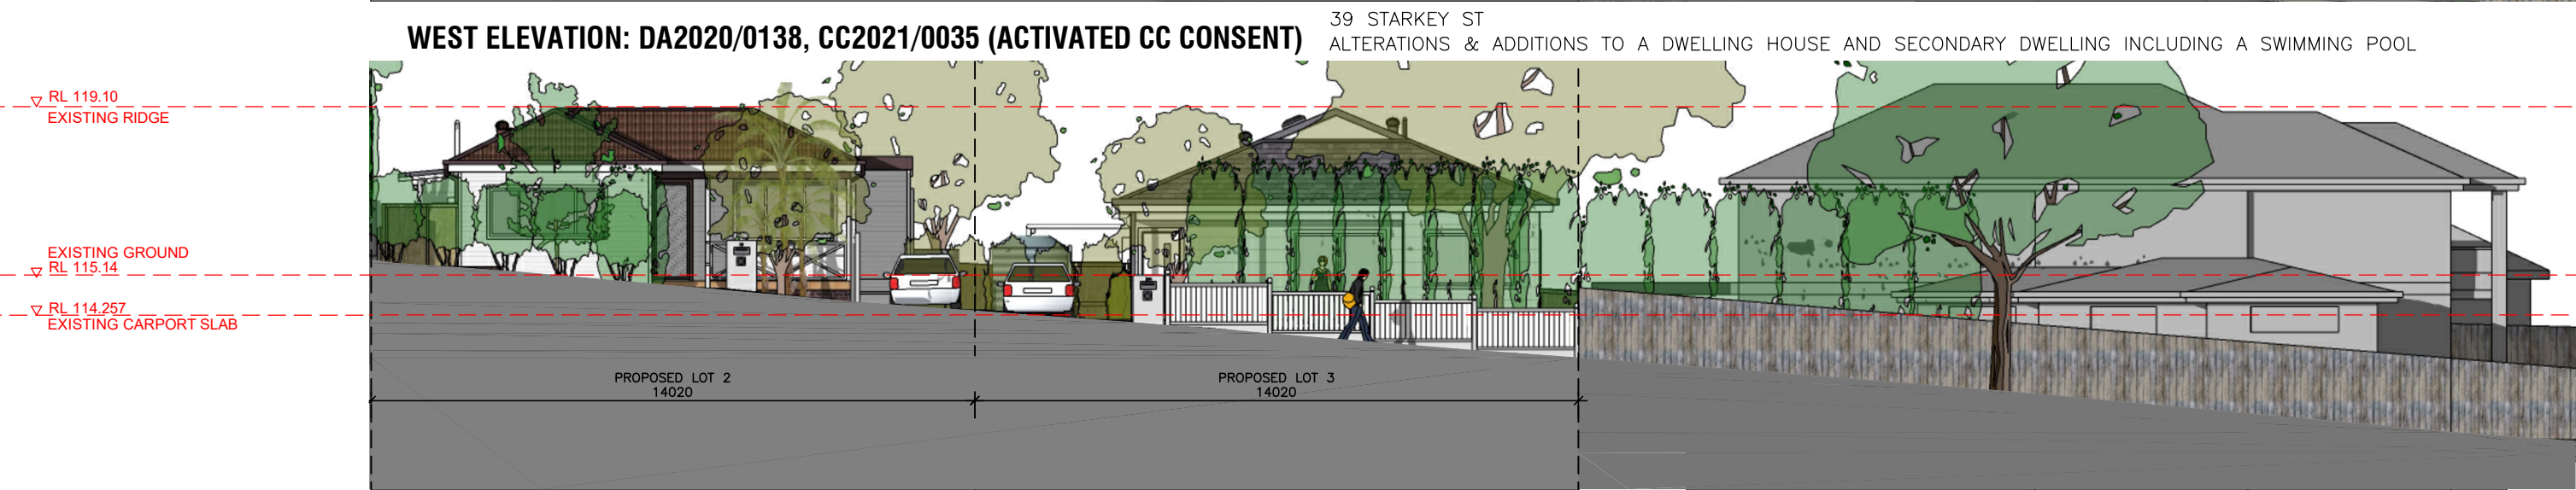 WEST ELEVATION: DA2020/0138, CC2021/0035 (ACTIVATED CC CONSENT)
39 STARKEY ST
ALTERATIONS & ADDITIONS TO A DWELLING HOUSE AND SECONDARY DWELLING INCLUDING A SWIMMING POOL
RL 119.10
EXISTING RIDGE
EXISTING GROUND
RL 115.14
RL 114.257
EXISTING CARPORT SLAB
PROPOSED LOT 2
14020
PROPOSED LOT 3
14020